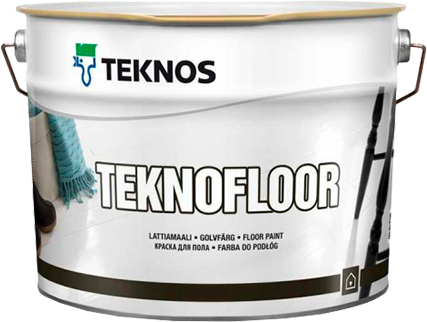 TEKNOS
TEKNOFLOOR
LATTIAMAALI • GOLVFÄRG • FLOOR PAINT
КРАСКА ДЛЯ ПОЛА • FARBA DO PODŁÓG